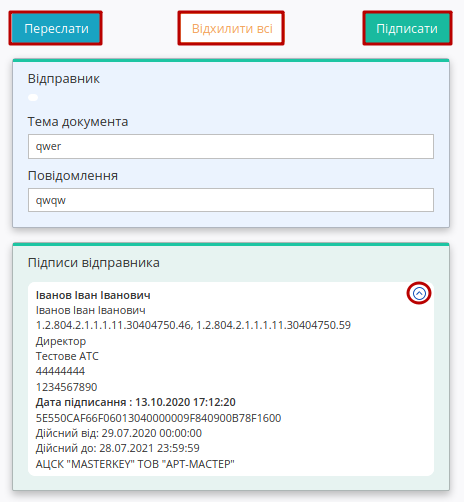 Переслати
Відхилити всі
Підписати
Відправник
Тема документа
qwer
Повідомлення
qwqw
Підписи відправника
Іванов Іван Іванович
Іванов Іван Іванович
1.2.804.2.1.1.1.11.30404750.46, 1.2.804.2.1.1.1.11.30404750.59
Директор
Тестове АТС
44444444
1234567890
Дата підписання : 13.10.2020 17:12:20
5E550CAF66F06013040000009F840900B78F1600
Дійсний від: 29.07.2020 00:00:00
Дійсний до: 28.07.2021 23:59:59
АЦСК "MASTERKEY" ТОВ "АРТ-МАСТЕР"